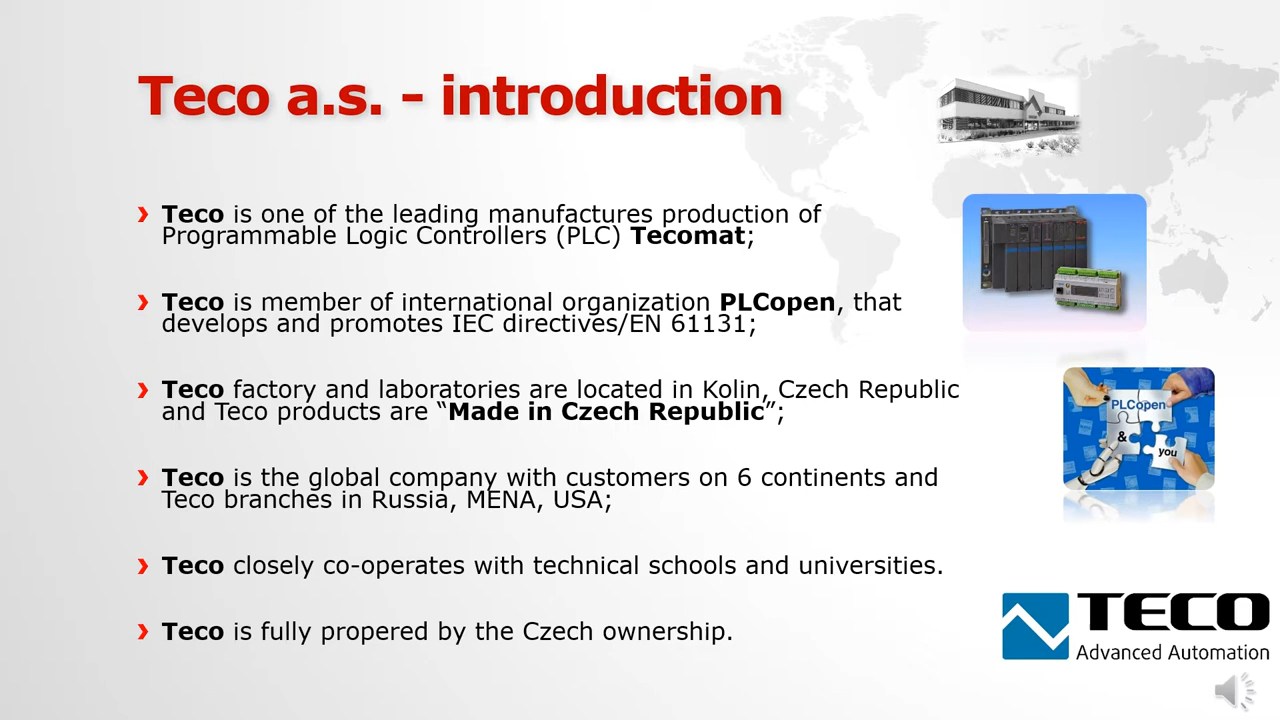 Teco a.s. - introduction
› Teco is one of the leading manufactures production of
Programmable Logic Controllers (PLC) Tecomat;
› Teco is member of international organization PLCopen, that
develops and promotes IEC directives/EN 61131;
› Teco factory and laboratories are located in Kolin, Czech Republic
and Teco products are “Made in Czech Republic”;
› Teco is the global company with customers on 6 continents and
Teco branches in Russia, MENA, USA;
› Teco closely co-operates with technical schools and universities.
› Teco is fully propered by the Czech ownership.
PLCopen
&
you
TECO
Advanced Automation